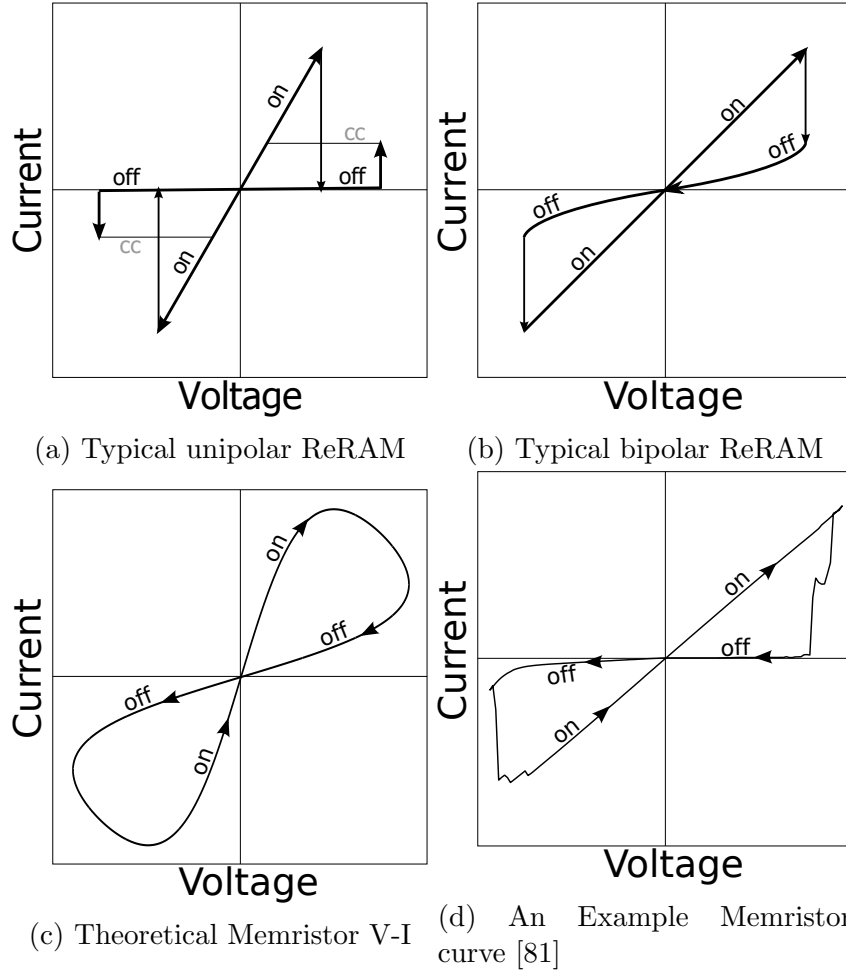 on
cc
Current
off
off
cc
on
Voltage
(a) Typical unipolar ReRAM
on
off
Current
off
on
Voltage
(b) Typical bipolar ReRAM
on
Current
off
off
on
Voltage
(c) Theoretical Memristor V-I
on
Current
off
off
on
Voltage
(d) An Example Memristor
curve [81]